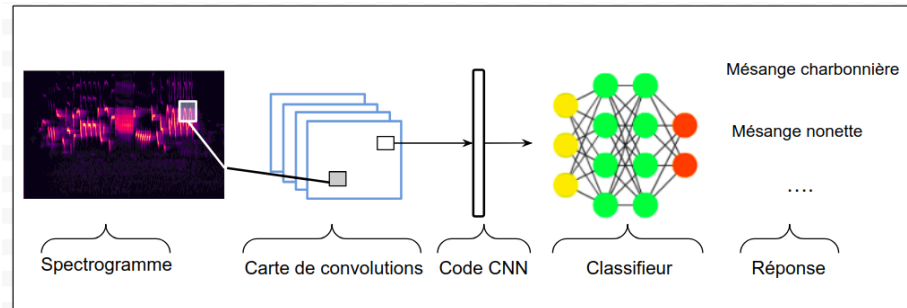 Mésange charbonnière
Mésange nonette
....
Spectrogramme
Carte de convolutions
Code CNN
Classifieur
Réponse